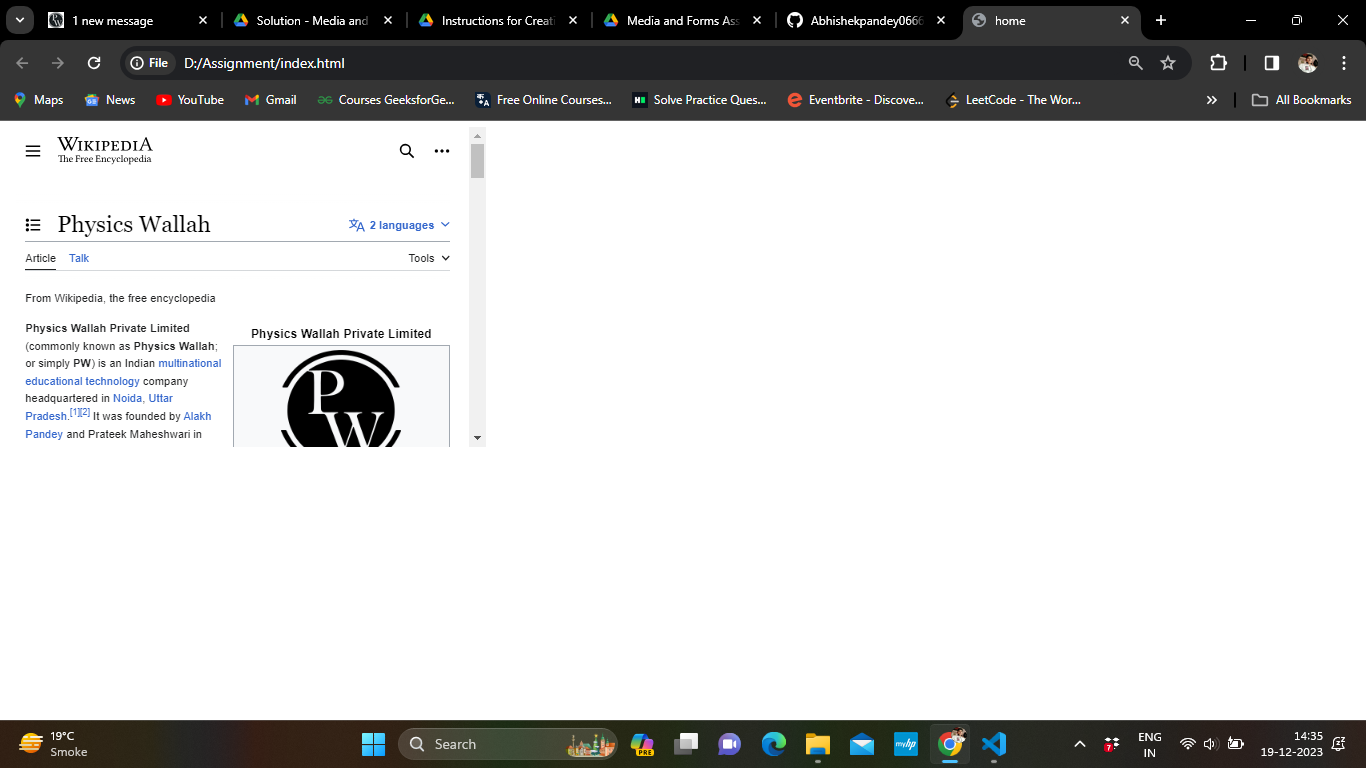 1 new message
Solution - Media and
Instructions for Creati
Media and Forms Ass
Abhishekpandey0666
home
File
D:/Assignment/index.html
Maps
News
YouTube
Gmail
Courses GeeksforGe...
Free Online Courses...
Solve Practice Ques...
Eventbrite - Discove...
LeetCode - The Wor...
All Bookmarks
WIKIPEDIA
The Free Encyclopedia
Physics Wallah
2 languages
Article
Talk
Tools
From Wikipedia, the free encyclopedia
Physics Wallah Private Limited
(commonly known as Physics Wallah;
or simply PW) is an Indian multinational
educational technology company
headquartered in Noida, Uttar
Pradesh.[1][2] It was founded by Alakh
Pandey and Prateek Maheshwari in
Physics Wallah Private Limited
P
W
19°C
Smoke
Search
PRE
myhp
7
ENG
IN
14:35
19-12-2023